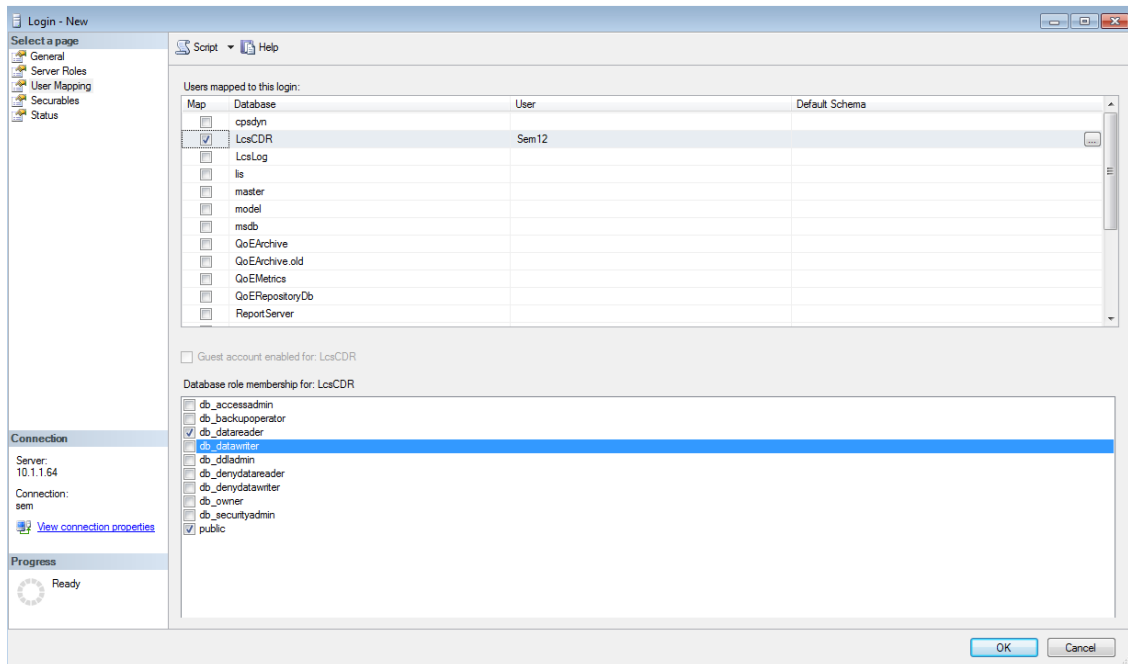 Login - New
Select a page
General
Server Roles
User Mapping
Securables
Status
Script Help
Users mapped to this login:
Map Database User Default Schema
cpsdyn
LcsCDR Sem12 ...
LcsLog
lis
master
model
msdb
QoEArchive
QoEArchive.old
QoEMetrics
QoERepositoryDb
ReportServer
Guest account enabled for: LcsCDR
Database role membership for: LcsCDR
db_accessadmin
db_backupoperator
db_datareader
db_datawriter
db_ddladmin
db_denydatareader
db_denydatawriter
db_owner
db_securityadmin
public
Connection
Server:
10.1.1.64
Connection:
sem
View connection properties
Progress
Ready
OK Cancel